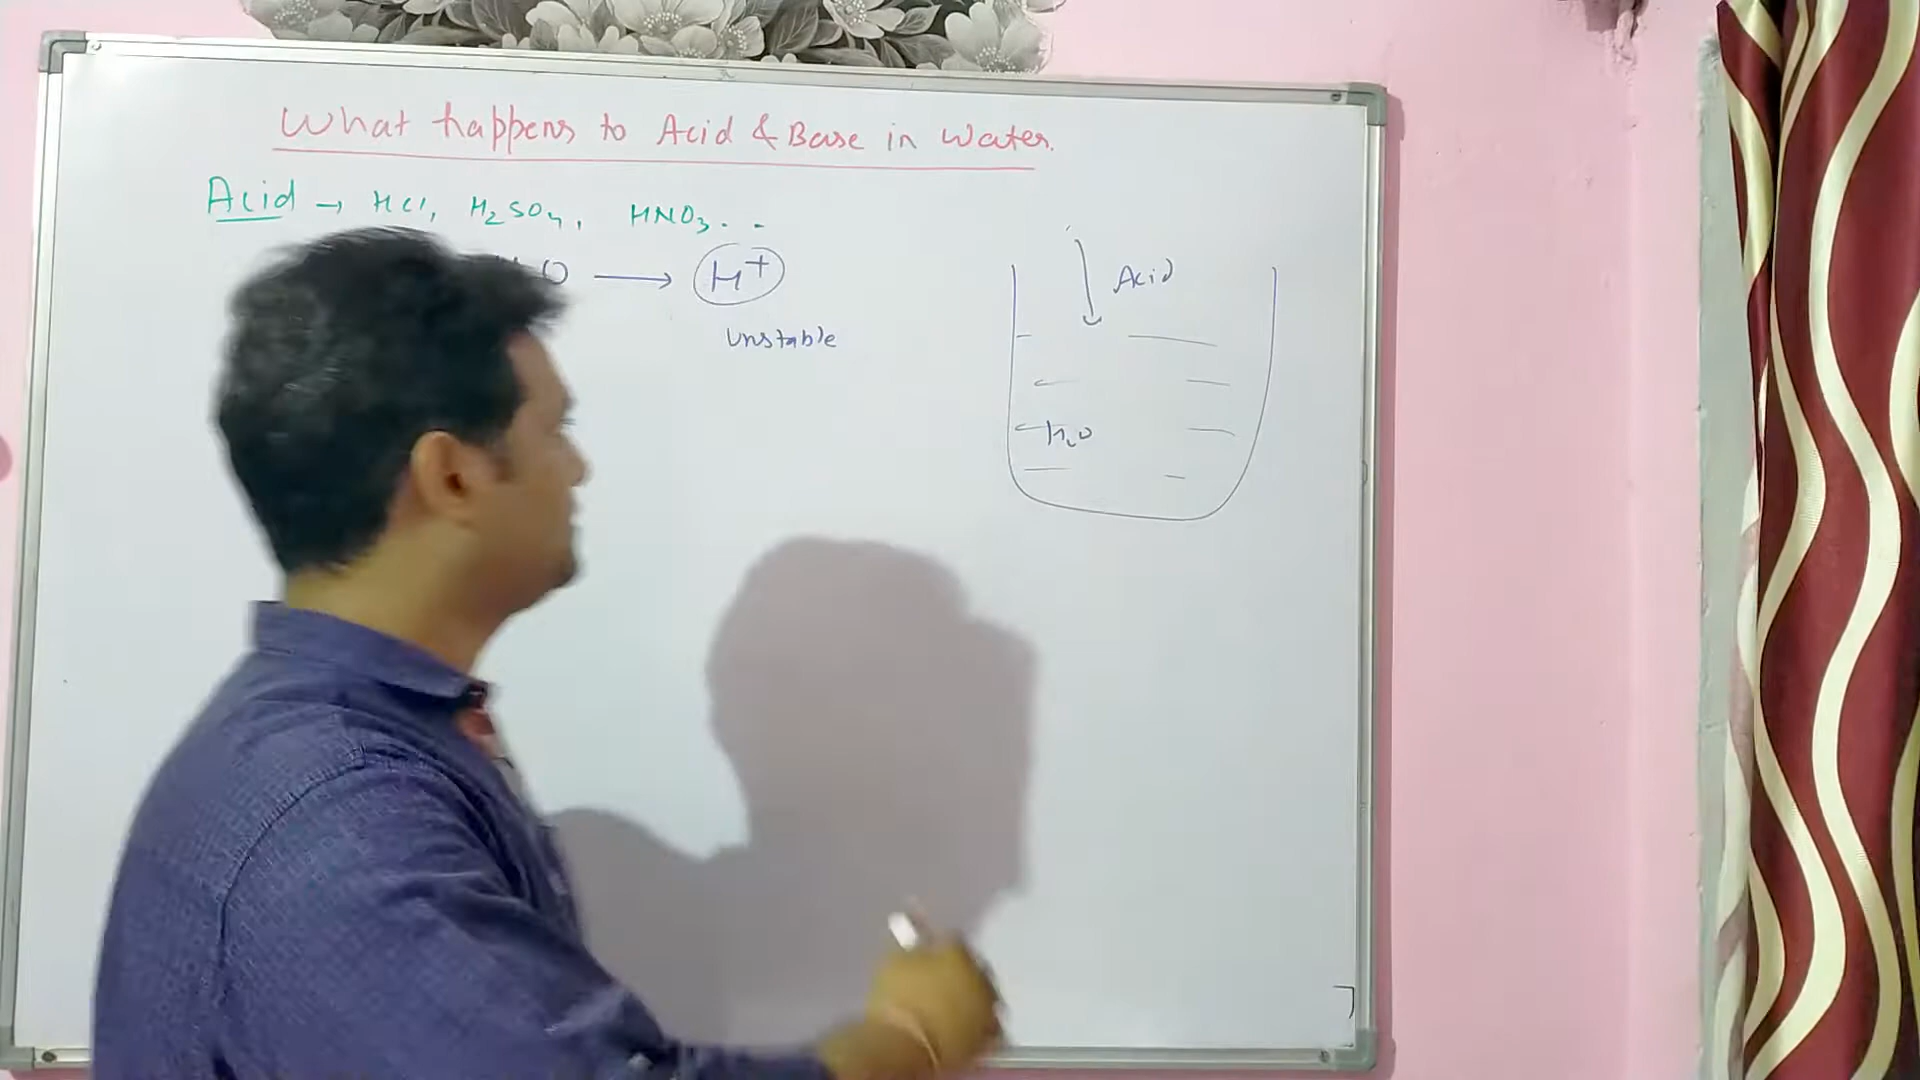 What happens to Acid & Base in Water.
Acid → HCl, H₂SO₄, HNO₃...
O ⟶ H⁺
Unstable
Acid
H₂O